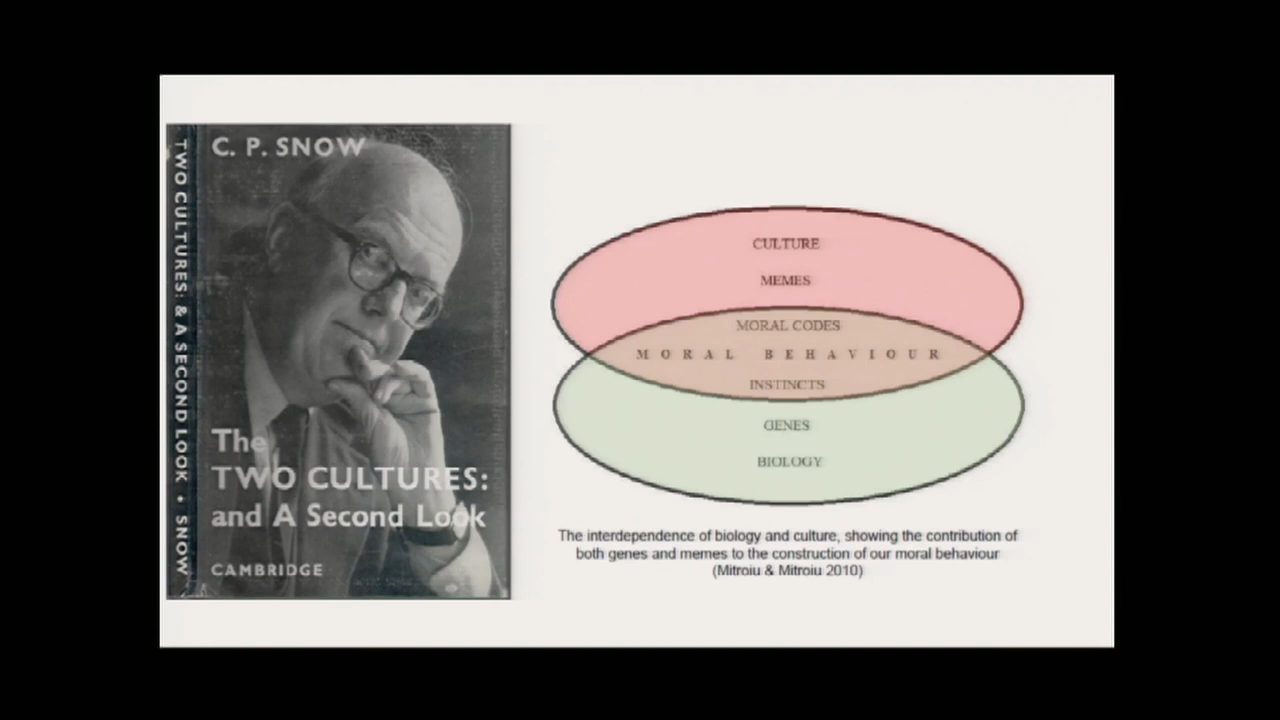 TWO CULTURES: & A SECOND LOOK • SNOW
C. P. SNOW
The
TWO CULTURES:
and A Second Look
CAMBRIDGE
CULTURE
MEMES
MORAL CODES
MORAL BEHAVIOUR
INSTINCTS
GENES
BIOLOGY
The interdependence of biology and culture, showing the contribution of
both genes and memes to the construction of our moral behaviour
(Mitroiu & Mitroiu 2010)